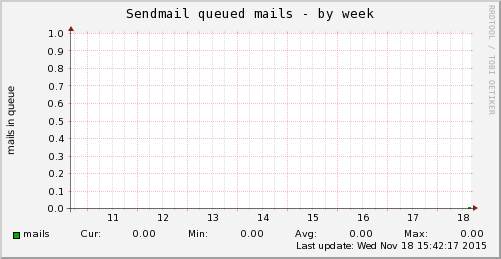 Sendmail queued mails - by week
RRDTOOL / TOBI OETIKER
mails in queue
1.0
0.9
0.8
0.7
0.6
0.5
0.4
0.3
0.2
0.1
0.0
11 12 13 14 15 16 17 18
mails Cur: 0.00 Min: 0.00 Avg: 0.00 Max: 0.00
Last update: Wed Nov 18 15:42:17 2015